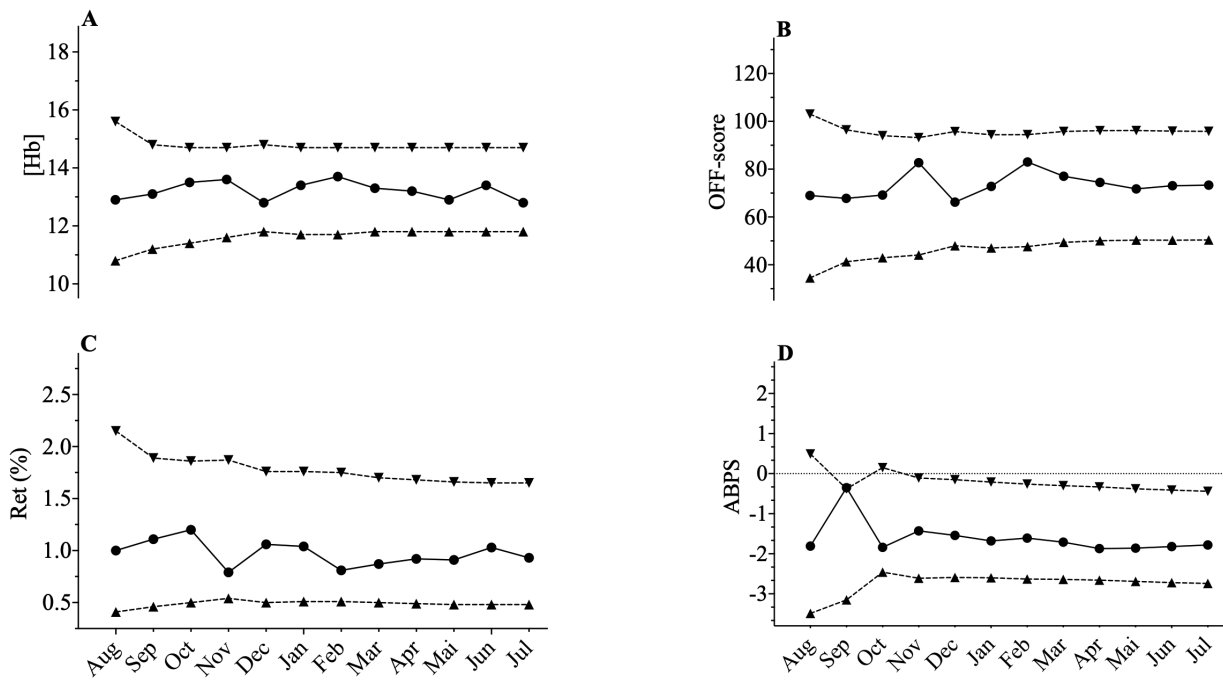 A
[Hb]
18
16
14
12
10
B
OFF-score
120
100
80
60
40
C
Ret (%)
2.5
2.0
1.5
1.0
0.5
Aug Sep Oct Nov Dec Jan Feb Mar Apr Mai Jun Jul
D
ABPS
2
1
0
-1
-2
-3
Aug Sep Oct Nov Dec Jan Feb Mar Apr Mai Jun Jul